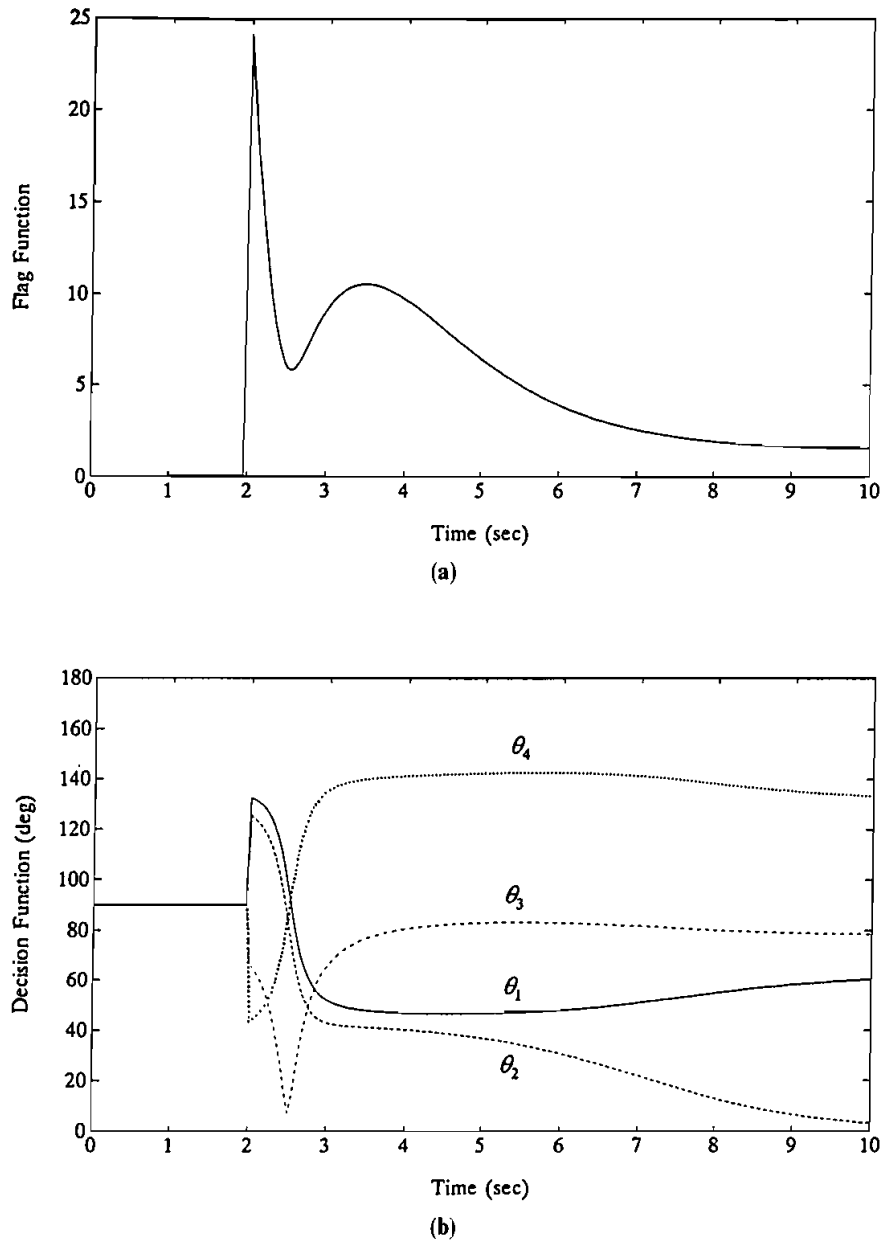 25
20
15
10
5
0
Flag Function
0 1 2 3 4 5 6 7 8 9 10
Time (sec)
(a)
180
160
140
120
100
80
60
40
20
0
Decision Function (deg)
θ4
θ3
θ1
θ2
0 1 2 3 4 5 6 7 8 9 10
Time (sec)
(b)